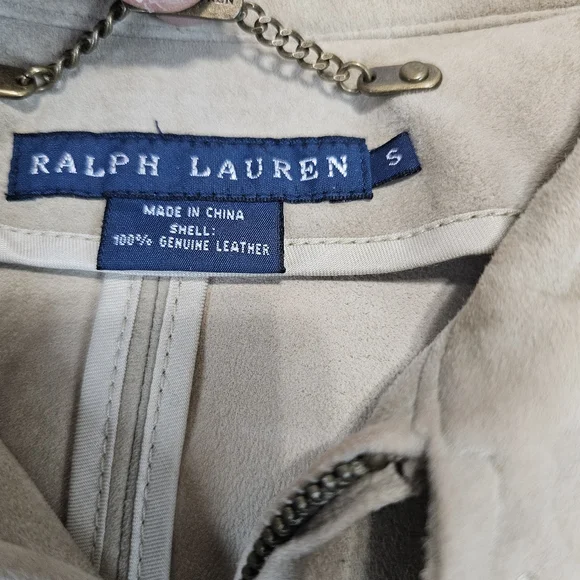 RALPH LAUREN
S
MADE IN CHINA
SHELL:
100% GENUINE LEATHER